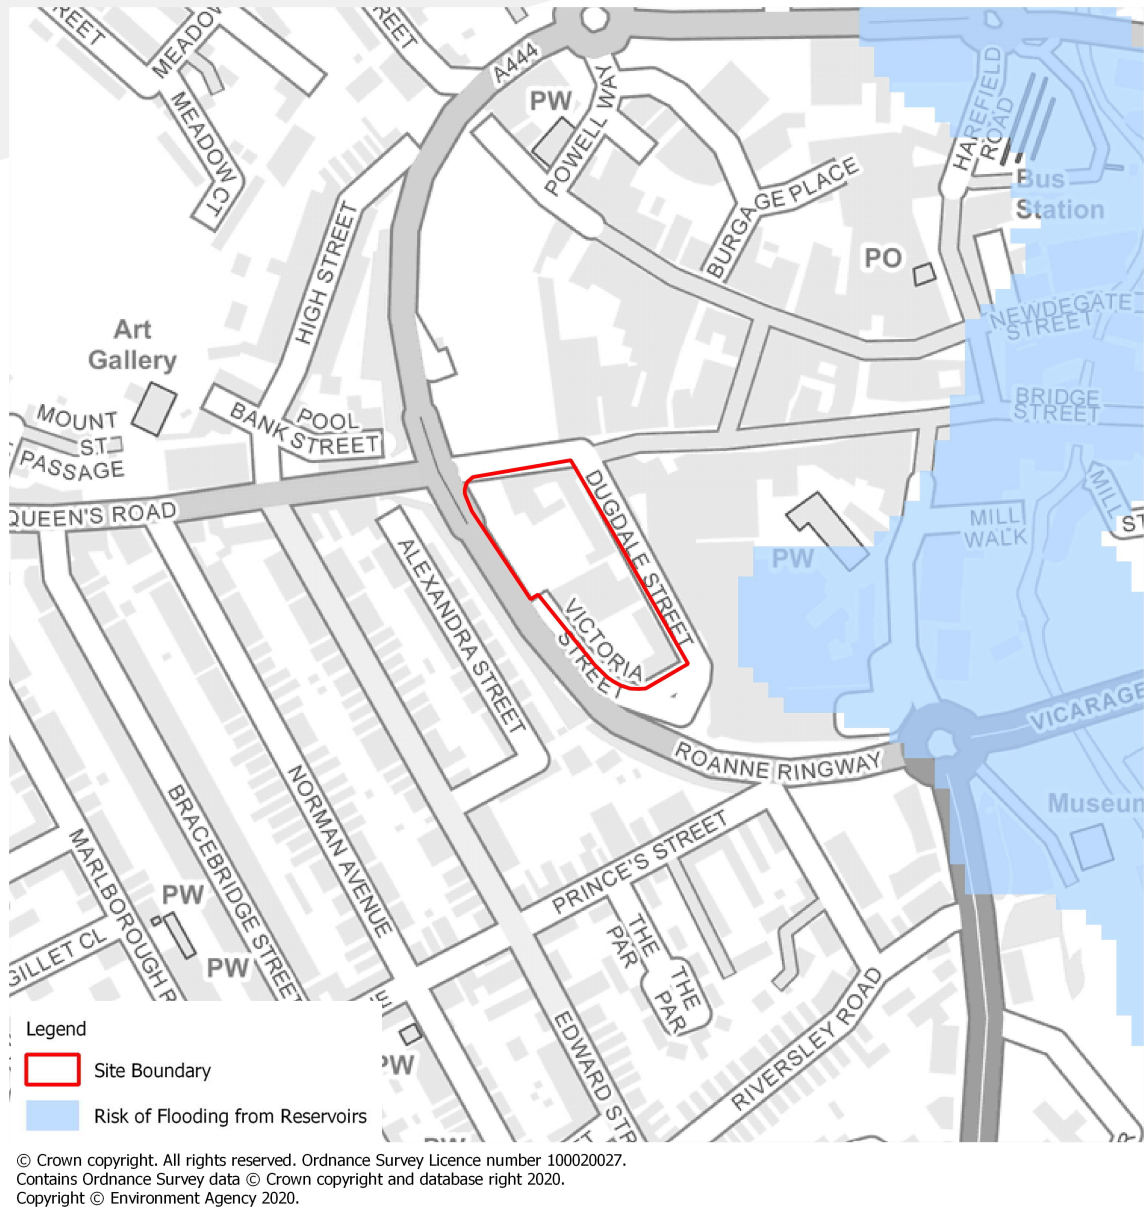 REET
MEADOW
REET
A444
PW
POWELL WAY
HAREFIELD
ROAD
MEADOW CT
BURGAGE PLACE
Bus
Station
PO
HIGH STREET
NEWDEGATE
STREET
Art
Gallery
BRIDGE
STREET
MOUNT
ST
PASSAGE
POOL
BANK STREET
QUEEN'S ROAD
DUGDALE STREET
MILL
ST
MILL
WALK
PW
ALEXANDRA STREET
VICTORIA
STREET
VICARAGE
ROANNE RINGWAY
Museum
NORMAN AVENUE
BRACEBRIDGE STREET
MARLBOROUGH R
PRINCE'S STREET
PW
GILLET CL
PW
THE
PAR
THE
PAR
RIVERSLEY ROAD
EDWARD STR
PW
PW
Legend
Site Boundary
Risk of Flooding from Reservoirs
© Crown copyright. All rights reserved. Ordnance Survey Licence number 100020027.
Contains Ordnance Survey data © Crown copyright and database right 2020.
Copyright © Environment Agency 2020.